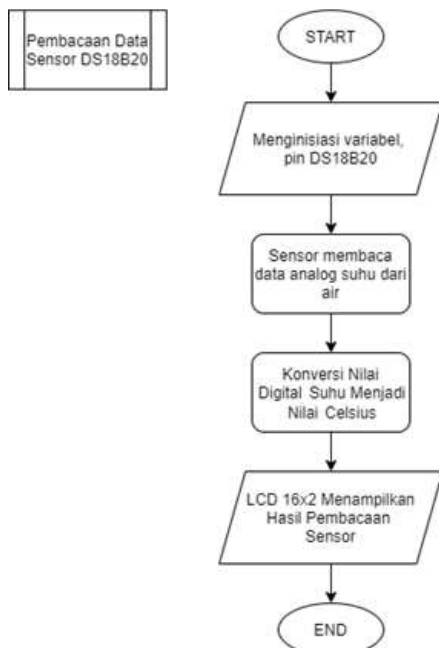 Pembacaan Data
Sensor DS18B20
START
Menginisiasi variabel,
pin DS18B20
Sensor membaca
data analog suhu dari
air
Konversi Nilai
Digital Suhu Menjadi
Nilai Celsius
LCD 16x2 Menampilkan
Hasil Pembacaan
Sensor
END